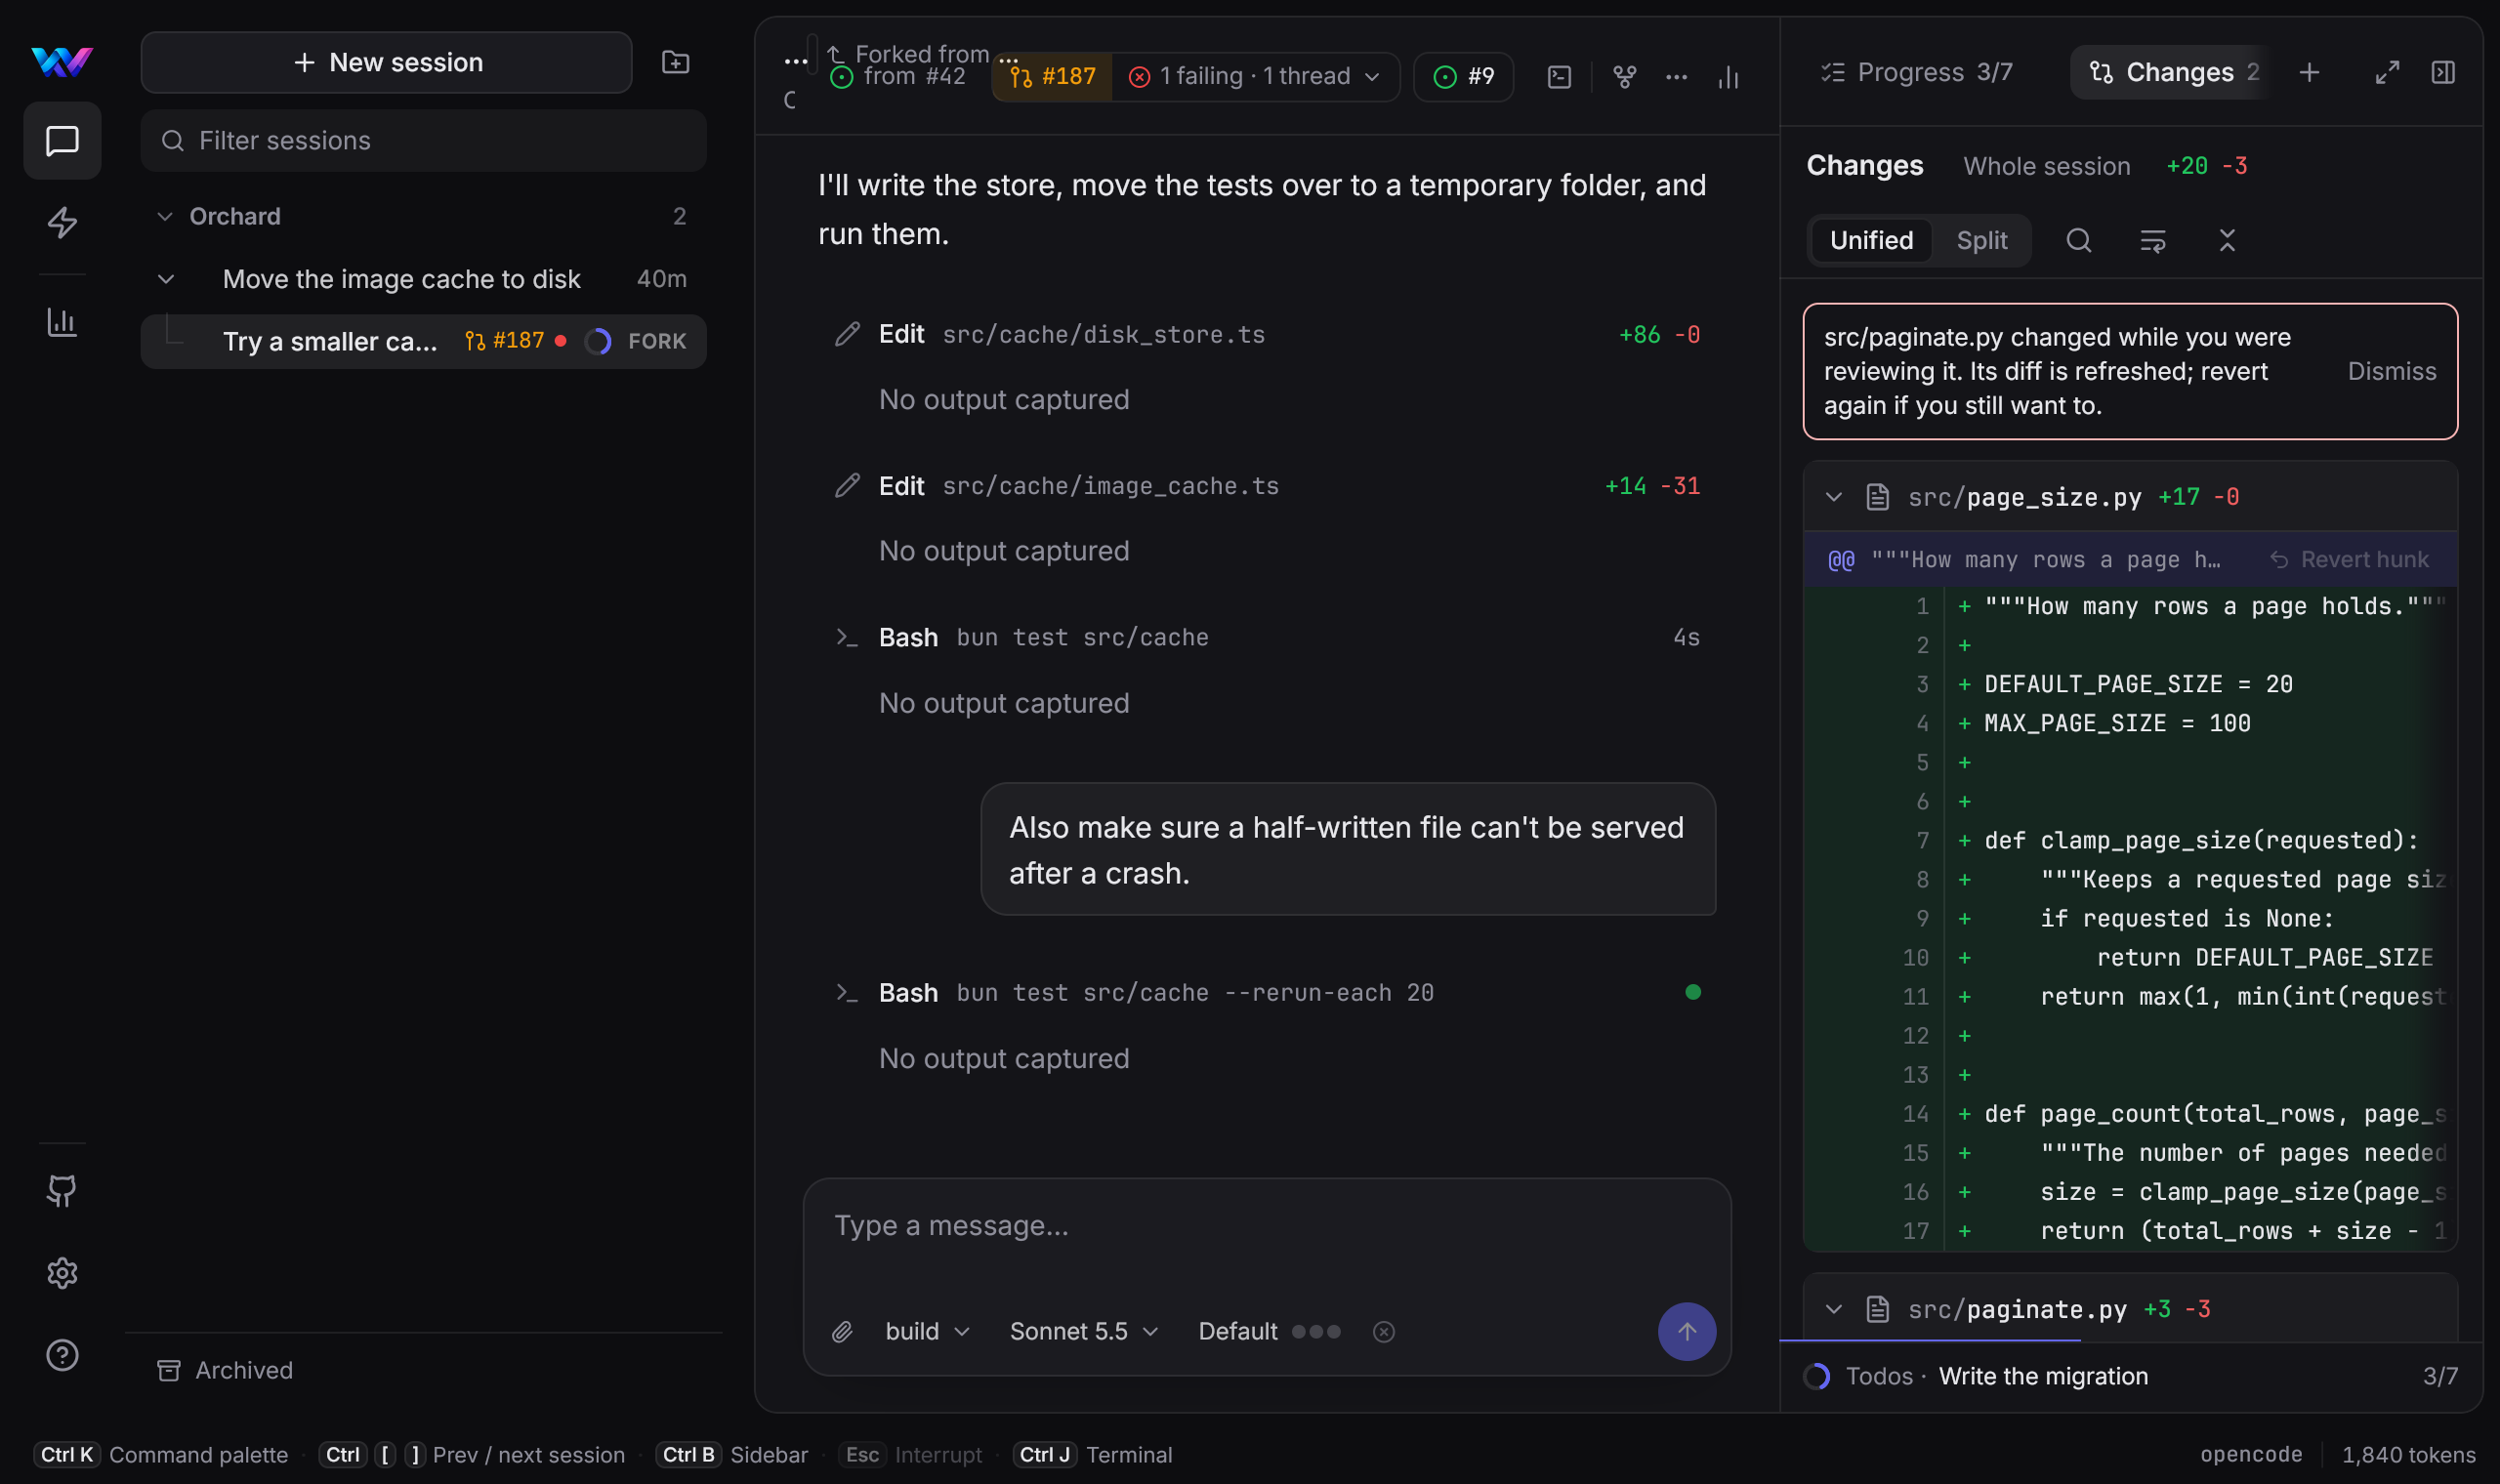 New session
Filter sessions
Orchard 2
Move the image cache to disk 40m
Try a smaller ca... #187 FORK
Archived
... Forked from ...
from #42 #187 1 failing · 1 thread #9
I'll write the store, move the tests over to a temporary folder, and
run them.
Edit src/cache/disk_store.ts +86 -0
No output captured
Edit src/cache/image_cache.ts +14 -31
No output captured
Bash bun test src/cache 4s
No output captured
Also make sure a half-written file can't be served
after a crash.
Bash bun test src/cache --rerun-each 20
No output captured
Type a message...
build Sonnet 5.5 Default
Progress 3/7 Changes 2
Changes Whole session +20 -3
Unified Split
src/paginate.py changed while you were
reviewing it. Its diff is refreshed; revert
again if you still want to.
Dismiss
src/page_size.py +17 -0
@@ """How many rows a page h... Revert hunk
1 + """How many rows a page holds."""
2 +
3 + DEFAULT_PAGE_SIZE = 20
4 + MAX_PAGE_SIZE = 100
5 +
6 +
7 + def clamp_page_size(requested):
8 + """Keeps a requested page siz
9 + if requested is None:
10 + return DEFAULT_PAGE_SIZE
11 + return max(1, min(int(request
12 +
13 +
14 + def page_count(total_rows, page_s
15 + """The number of pages needed
16 + size = clamp_page_size(page_s
17 + return (total_rows + size - 1
src/paginate.py +3 -3
Todos · Write the migration 3/7
Ctrl K Command palette · Ctrl [ ] Prev / next session · Ctrl B Sidebar · Esc Interrupt · Ctrl J Terminal
opencode 1,840 tokens